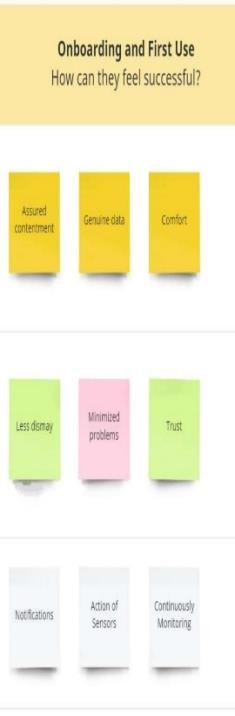 Onboarding and First Use
How can they feel successful?
Assured
contentment
Genuine data
Comfort
Less dismay
Minimized
problems
Trust
Notifications
Action of
Sensors
Continuously
Monitoring